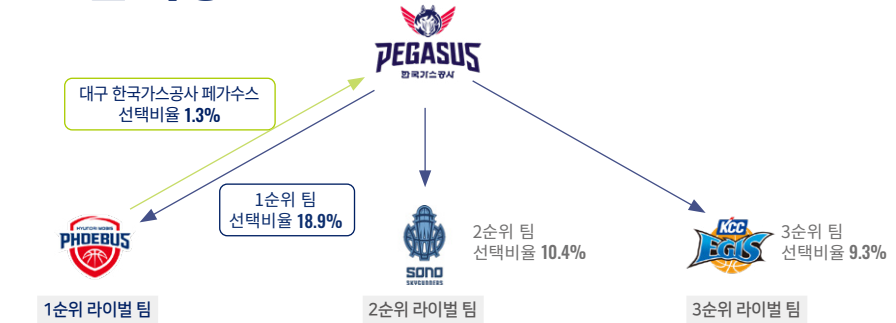 PEGASUS
한국가스공사
대구 한국가스공사 페가수스
선택비율 1.3%
1순위 팀
선택비율 18.9%
HYUNDAI MOBIS
PHOEBUS
1순위 라이벌 팀
SONO
SKYGUNNERS
2순위 팀
선택비율 10.4%
2순위 라이벌 팀
KCC
EGIS
3순위 팀
선택비율 9.3%
3순위 라이벌 팀